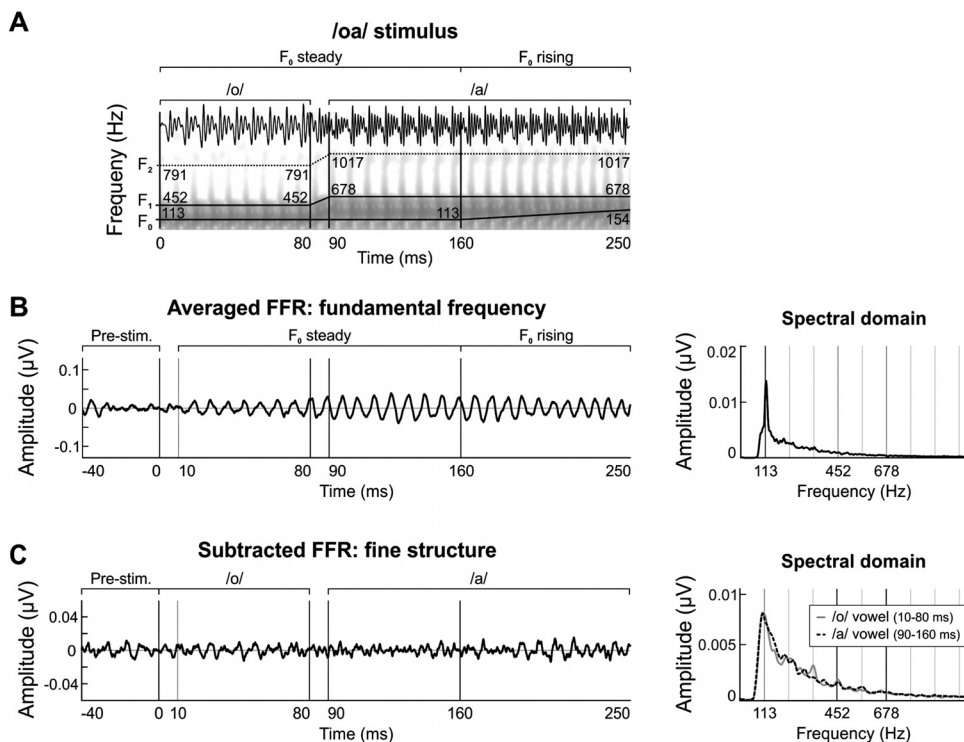 A
/oa/ stimulus
F₀ steady F₀ rising
/o/ /a/
Frequeny (Hz)
F₂
791 791 1017 1017
F₁
452 452 678 678
F₀
113 113 154
0 80 90 160 250
Time (ms)
B
Averaged FFR: fundamental frequency
Pre-stim. F₀ steady F₀ rising
Amplitude (µV)
0.1
0
-0.1
-40 0 10 80 90 160 250
Time (ms)
Spectral domain
Amplitude (µV)
0.02
0.01
0
113 452 678
Frequency (Hz)
C
Subtracted FFR: fine structure
Pre-stim. /o/ /a/
Amplitude (µV)
0.04
0
-0.04
-40 0 10 80 90 160 250
Time (ms)
Spectral domain
Amplitude (µV)
0.01
0.005
0
/o/ vowel (10-80 ms)
/a/ vowel (90-160 ms)
113 452 678
Frequency (Hz)